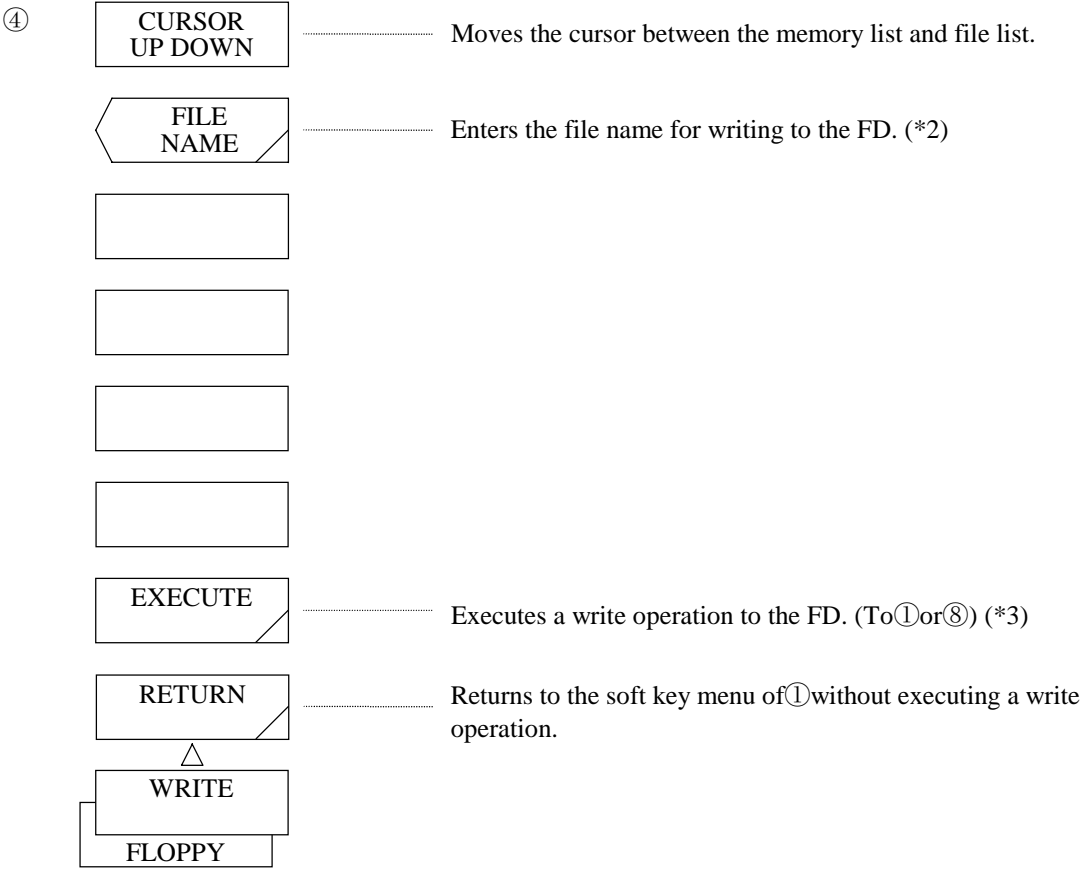 ④
CURSOR
UP DOWN
Moves the cursor between the memory list and file list.
FILE
NAME
Enters the file name for writing to the FD. (*2)
EXECUTE
Executes a write operation to the FD. (To①or⑧) (*3)
RETURN
Returns to the soft key menu of①without executing a write
operation.
WRITE
FLOPPY